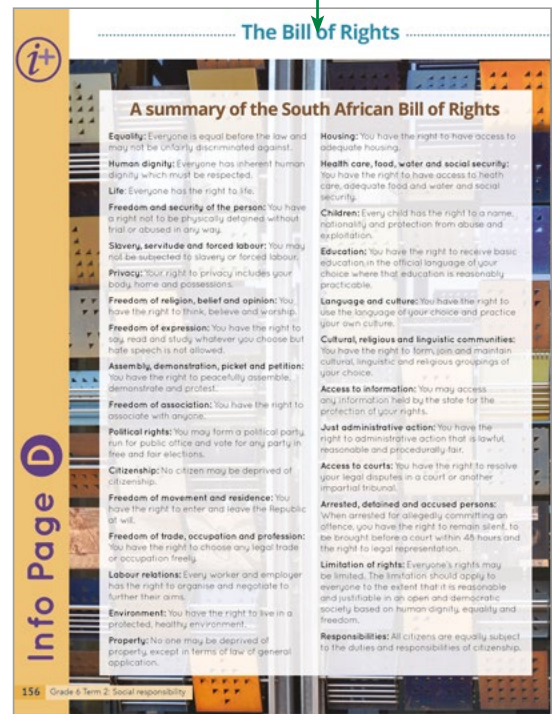 The Bill of Rights
i+
A summary of the South African Bill of Rights
Equality: Everyone is equal before the law and
may not be unfairly discriminated against.
Human dignity: Everyone has inherent human
dignity which must be respected.
Life: Everyone has the right to life.
Freedom and security of the person: You have
a right not to be physically detained without
trial or abused in any way.
Slavery, servitude and forced labour: You may
not be subjected to slavery or forced labour.
Privacy: Your right to privacy includes your
body, home and possessions.
Freedom of religion, belief and opinion: You
have the right to think, believe and worship.
Freedom of expression: You have the right to
say, read and study whatever you choose but
hate speech is not allowed.
Assembly, demonstration, picket and petition:
You have the right to peacefully assemble,
demonstrate and protest.
Freedom of association: You have the right to
associate with anyone.
Political rights: You may form a political party,
run for public office and vote for any party in
free and fair elections.
Citizenship: No citizen may be deprived of
citizenship.
Freedom of movement and residence: You
have the right to enter and leave the Republic
at will.
Freedom of trade, occupation and profession:
You have the right to choose any legal trade
or occupation freely.
Labour relations: Every worker and employer
has the right to organise and negotiate to
further their aims.
Environment: You have the right to live in a
protected, healthy environment.
Property: No one may be deprived of
property, except in terms of law of general
application.
Housing: You have the right to have access to
adequate housing.
Health care, food, water and social security:
You have the right to have access to heath
care, adequate food and water and social
security.
Children: Every child has the right to a name,
nationality and protection from abuse and
exploitation.
Education: You have the right to receive basic
education in the official language of your
choice where that education is reasonably
practicable.
Language and culture: You have the right to
use the language of your choice and practice
your own culture.
Cultural, religious and linguistic communities:
You have the right to form, join and maintain
cultural, linguistic and religious groupings of
your choice.
Access to information: You may access
any information held by the state for the
protection of your rights.
Just administrative action: You have the
right to administrative action that is lawful,
reasonable and procedurally fair.
Access to courts: You have the right to resolve
your legal disputes in a court or another
impartial tribunal.
Arrested, detained and accused persons:
When arrested for allegedly committing an
offence, you have the right to remain silent, to
be brought before a court within 48 hours and
the right to legal representation.
Limitation of rights: Everyone's rights may
be limited. The limitation should apply to
everyone to the extent that it is reasonable
and justifiable in an open and democratic
society based on human dignity, equality and
freedom.
Responsibilities: All citizens are equally subject
to the duties and responsibilities of citizenship.
Info Page D
156 Grade 6 Term 2: Social responsibility